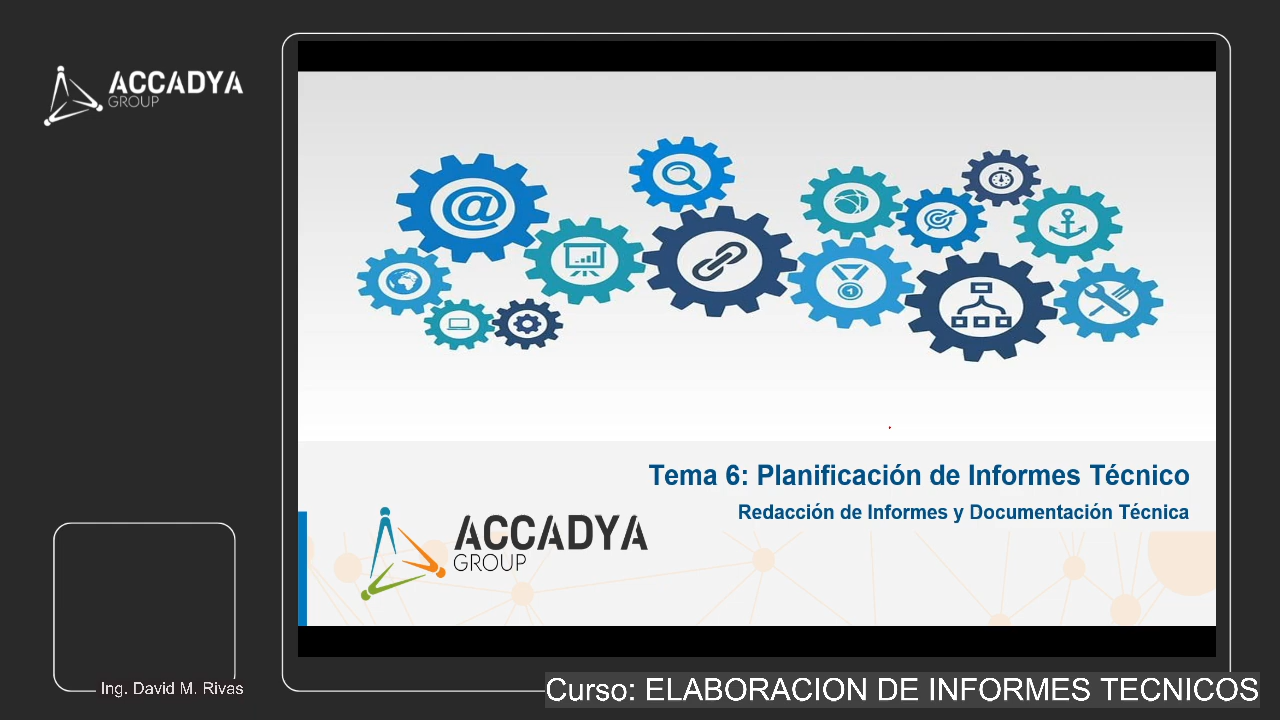 ACCADYA
GROUP
@
1
Tema 6: Planificación de Informes Técnico
Redacción de Informes y Documentación Técnica
ACCADYA
GROUP
Ing. David M. Rivas
Curso: ELABORACION DE INFORMES TECNICOS